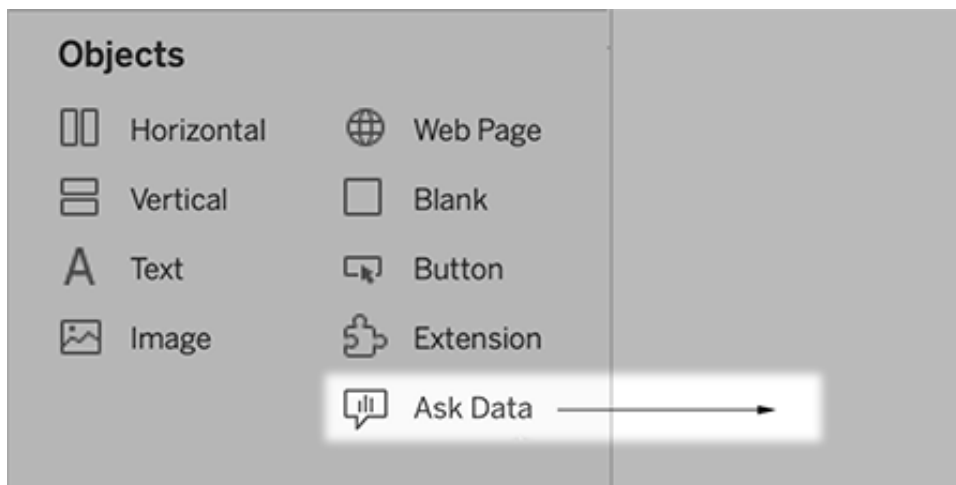 Objects
Horizontal
Web Page
Vertical
Blank
Text
Button
Image
Extension
Ask Data